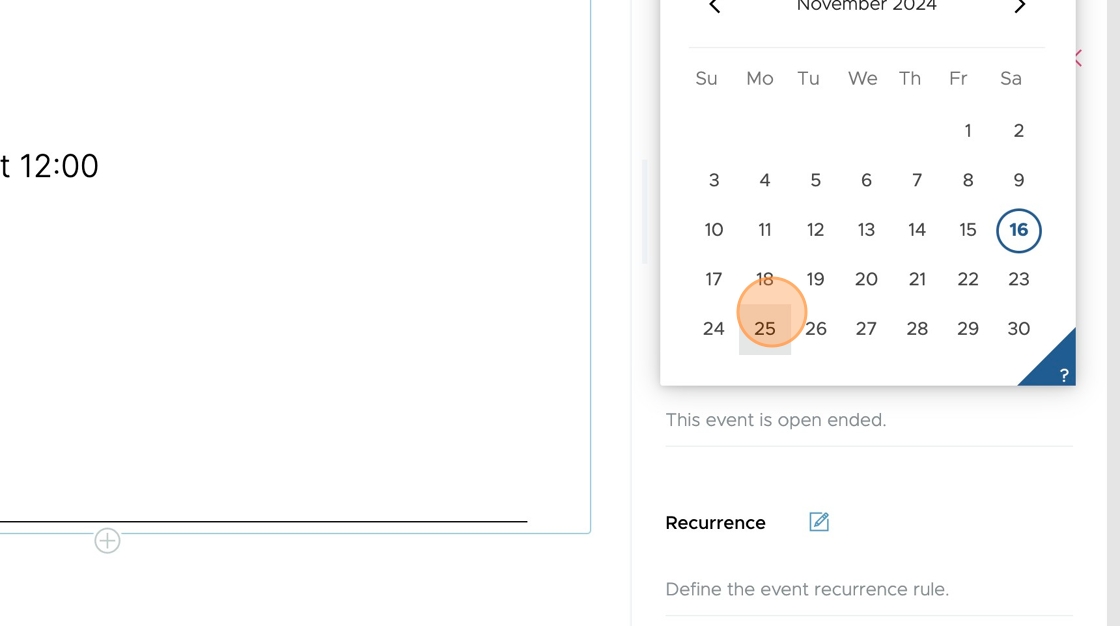 November 2024
Su Mo Tu We Th Fr Sa
1 2
t 12:00
3 4 5 6 7 8 9
10 11 12 13 14 15 16
17 18 19 20 21 22 23
24 25 26 27 28 29 30
?
This event is open ended.
Recurrence
Define the event recurrence rule.